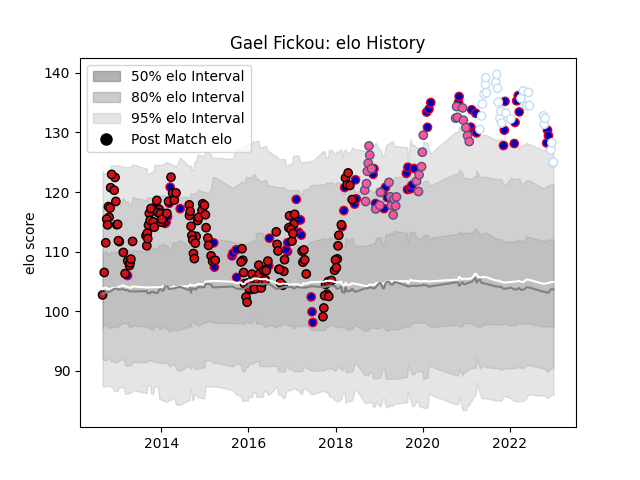 Gael Fickou: elo History
50% elo Interval
80% elo Interval
95% elo Interval
Post Match elo
elo score
140
130
120
110
100
90
2014
2016
2018
2020
2022